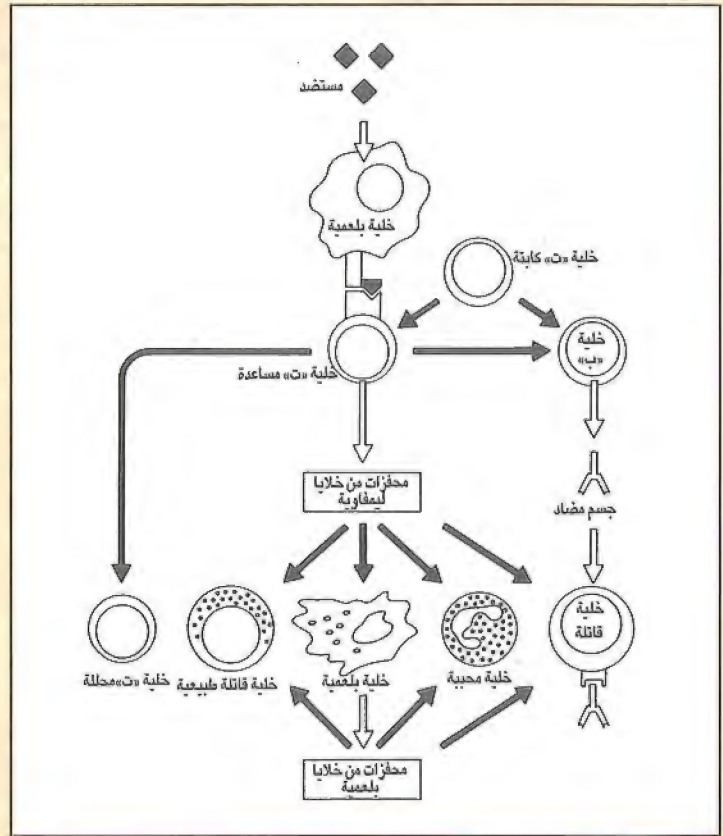 مستضد
خلية بلعمية
خلية «ت» كابتة
خلية
«ب»
خلية «ت» مساعدة
محفزات من خلايا
ليمفاوية
جسم مضاد
خلية
قاتلة
خلية «ت» محللة
خلية قاتلة طبيعية
خلية بلعمية
خلية محببة
محفزات من خلايا
بلعمية